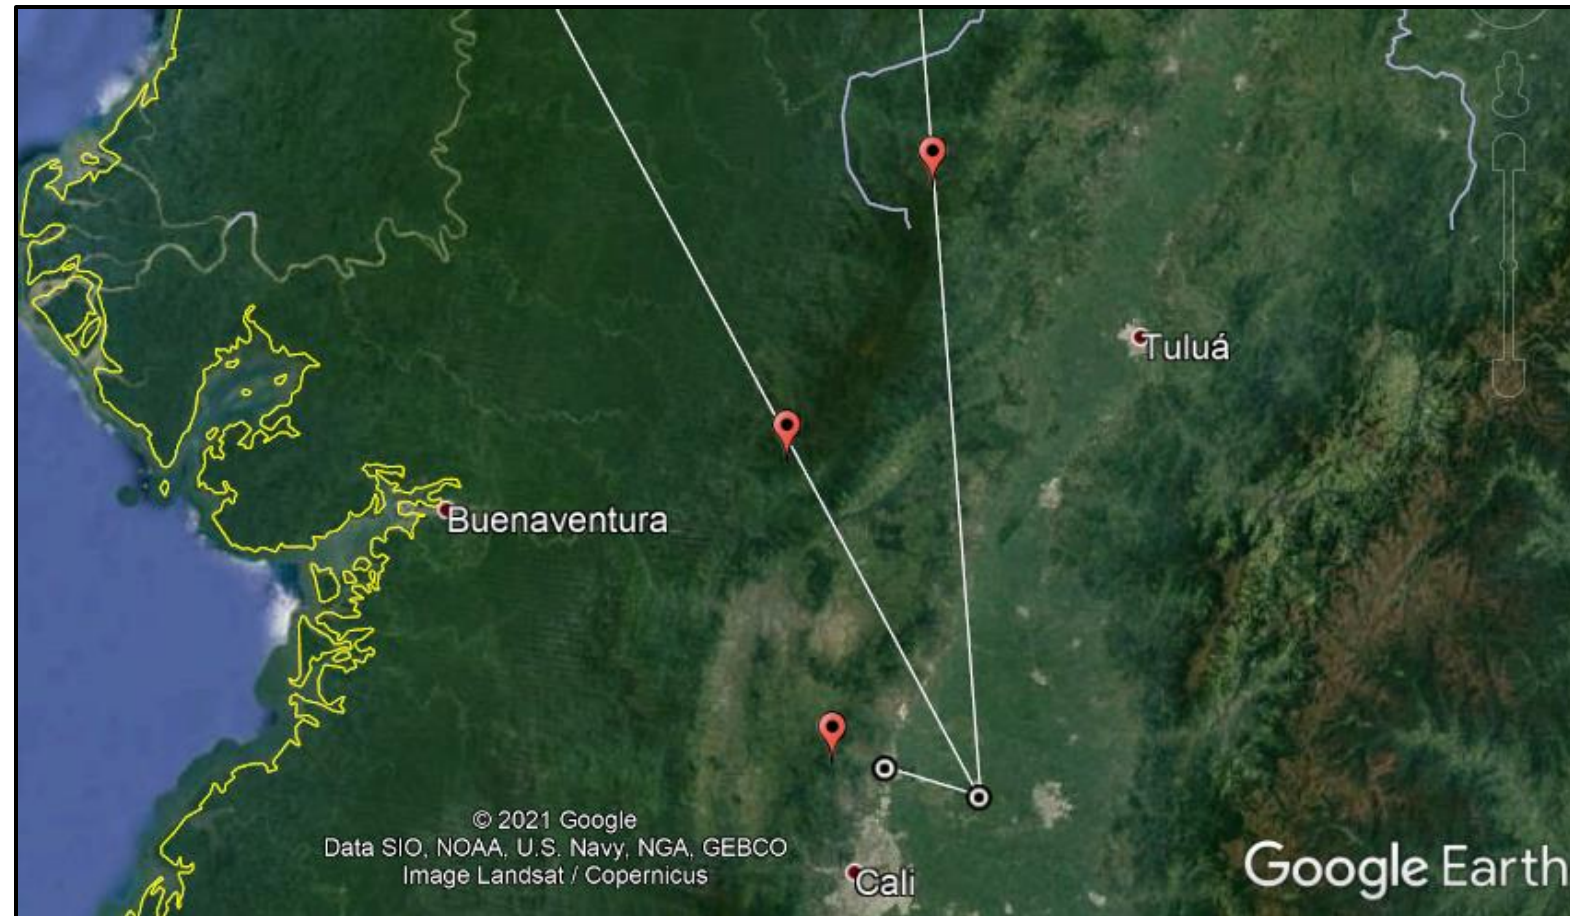 Tuluá
Buenaventura
© 2021 Google
Data SIO, NOAA, U.S. Navy, NGA, GEBCO
Image Landsat / Copernicus
Cali
Google Earth